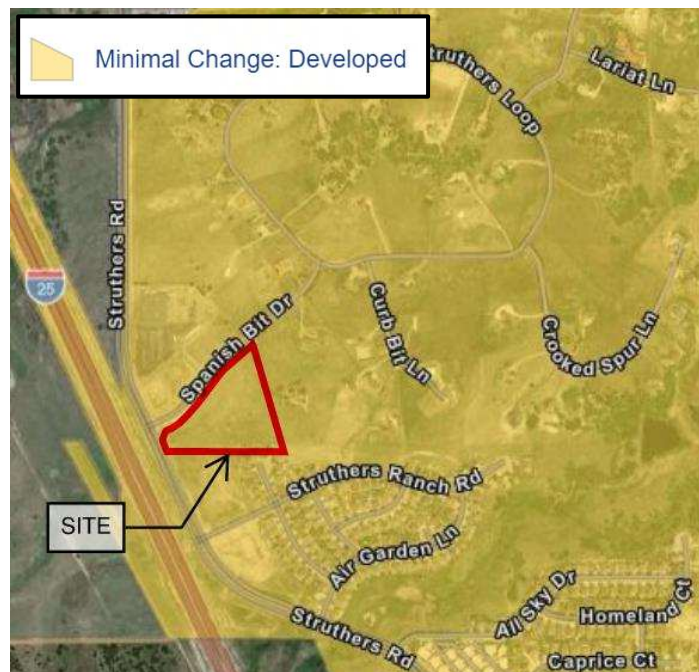 Minimal Change: Developed
truthers Loop
Lariat Ln
Struthers Rd
25
Spanish Bit Dr
Curb Bit Ln
Crooked Spur Ln
SITE
Struthers Ranch Rd
Air Garden Ln
Struthers Rd
All Sky Dr
Homeland Ct
Caprice Ct